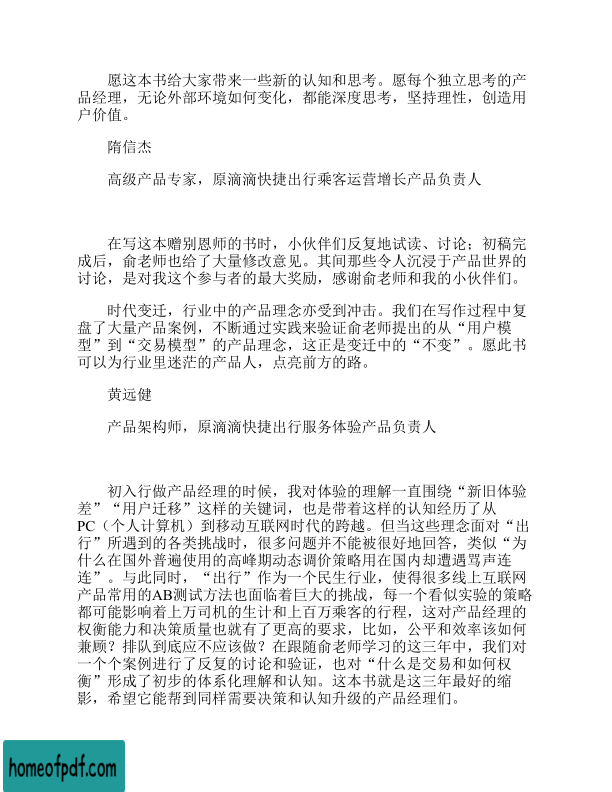 愿这本书给大家带来一些新的认知和思考。愿每个独立思考的产
品经理，无论外部环境如何变化，都能深度思考，坚持理性，创造用
户价值。
隋信杰
高级产品专家，原滴滴快捷出行乘客运营增长产品负责人
在写这本赠别恩师的书时，小伙伴们反复地试读、讨论；初稿完
成后，俞老师也给了大量修改意见。其间那些令人沉浸于产品世界的
讨论，是对我这个参与者的最大奖励，感谢俞老师和我的小伙伴们。
时代变迁，行业中的产品理念亦受到冲击。我们在写作过程中复
盘了大量产品案例，不断通过实践来验证俞老师提出的从“用户模
型”到“交易模型”的产品理念，这正是变迁中的“不变”。愿此书
可以为行业里迷茫的产品人，点亮前方的路。
黄远健
产品架构师，原滴滴快捷出行服务体验产品负责人
初入行做产品经理的时候，我对体验的理解一直围绕“新旧体验
差”“用户迁移”这样的关键词，也是带着这样的认知经历了从
PC（个人计算机）到移动互联网时代的跨越。但当这些理念面对“出
行”所遇到的各类挑战时，很多问题并不能被很好地回答，类似“为
什么在国外普遍使用的高峰期动态调价策略用在国内却遭遇骂声连
连”。与此同时，“出行”作为一个民生行业，使得很多线上互联网
产品常用的AB测试方法也面临着巨大的挑战，每一个看似实验的策略
都可能影响着上万司机的生计和上百万乘客的行程，这对产品经理的
权衡能力和决策质量也就有了更高的要求，比如，公平和效率该如何
兼顾？排队到底应不应该做？在跟随俞老师学习的这三年中，我们对
一个个案例进行了反复的讨论和验证，也对“什么是交易和如何权
衡”形成了初步的体系化理解和认知。这本书就是这三年最好的缩
影，希望它能帮到同样需要决策和认知升级的产品经理们。
homeofpdf.com